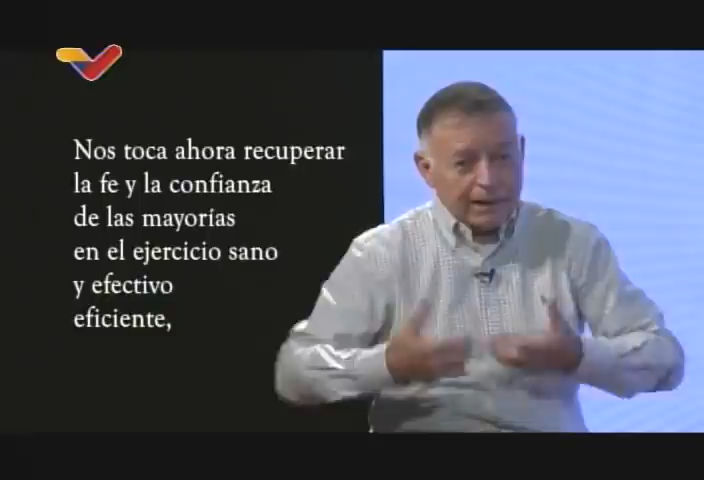 Nos toca ahora recuperar
la fe y la confianza
de las mayorías
en el ejercicio sano
y efectivo
eficiente,